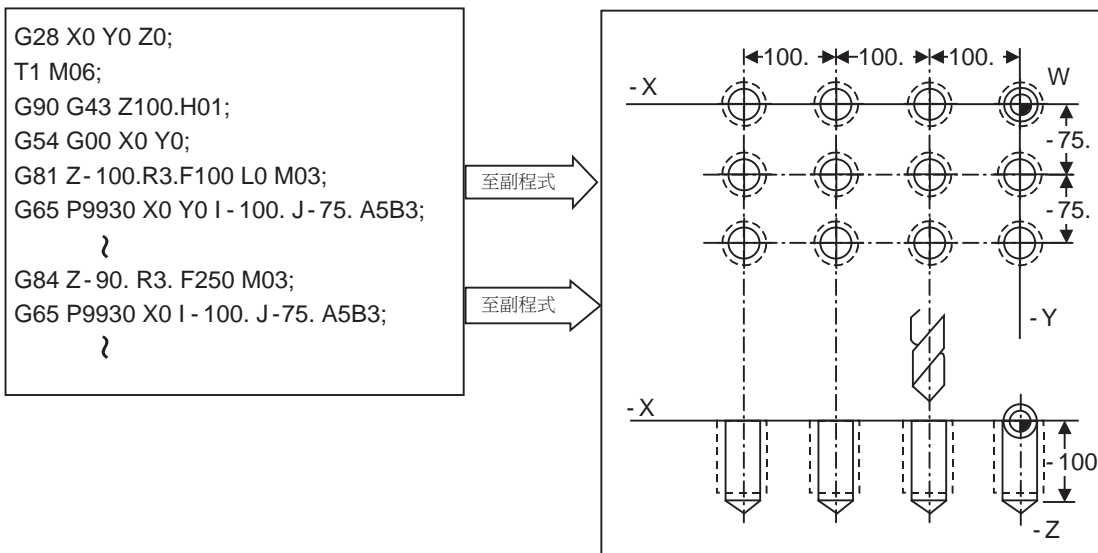 G28 X0 Y0 Z0;
T1 M06;
G90 G43 Z100.H01;
G54 G00 X0 Y0;
G81 Z-100.R3.F100 L0 M03;
G65 P9930 X0 Y0 I-100. J-75. A5B3;
~
G84 Z-90. R3. F250 M03;
G65 P9930 X0 I-100. J-75. A5B3;
~
至副程式
至副程式
100. 100. 100.
W
-X
-75.
-75.
-Y
-X
-100
-Z